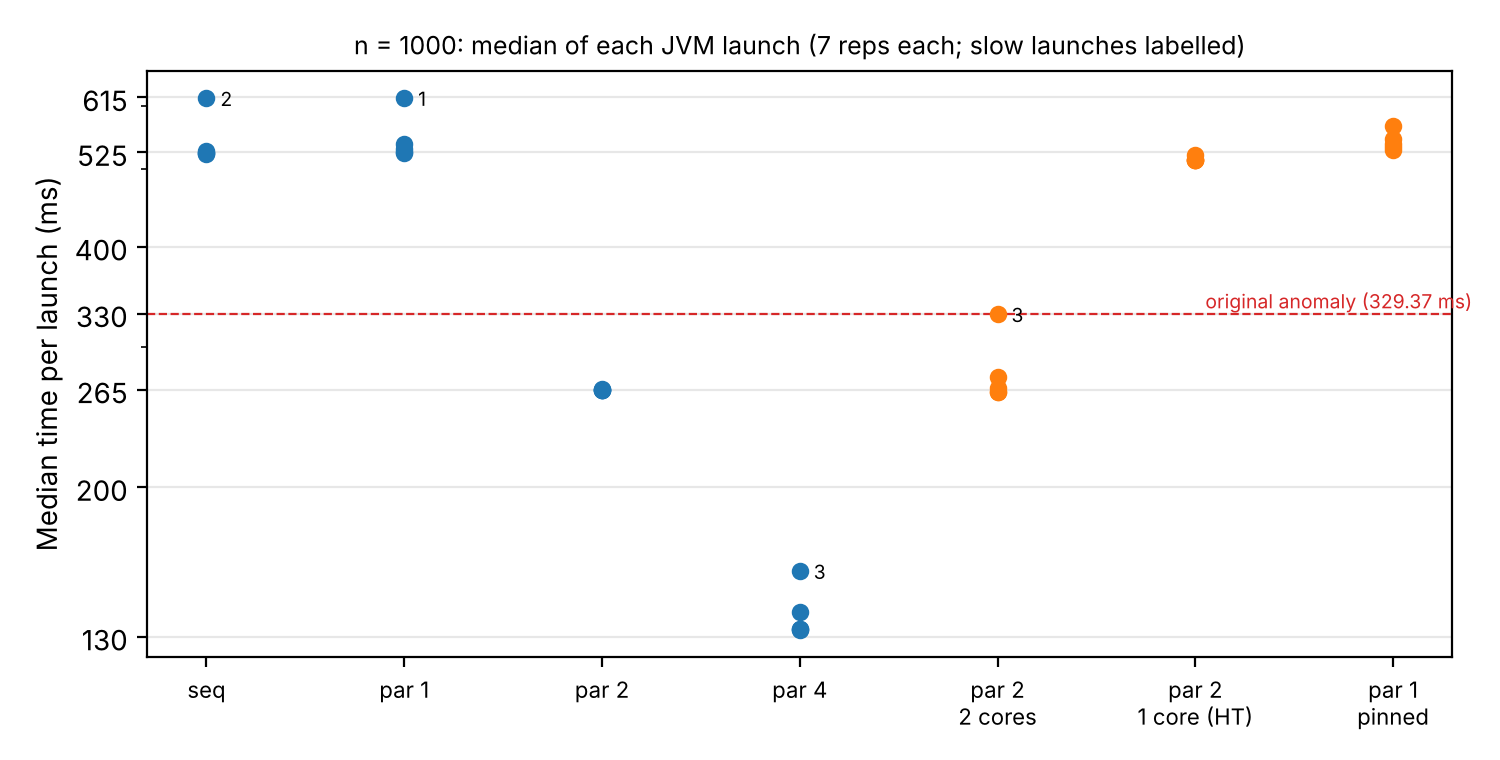 n = 1000: median of each JVM launch (7 reps each; slow launches labelled)
Median time per launch (ms)
615
525
400
330
265
200
130
2
1
3
3
original anomaly (329.37 ms)
seq
par 1
par 2
par 4
par 2
2 cores
par 2
1 core (HT)
par 1
pinned